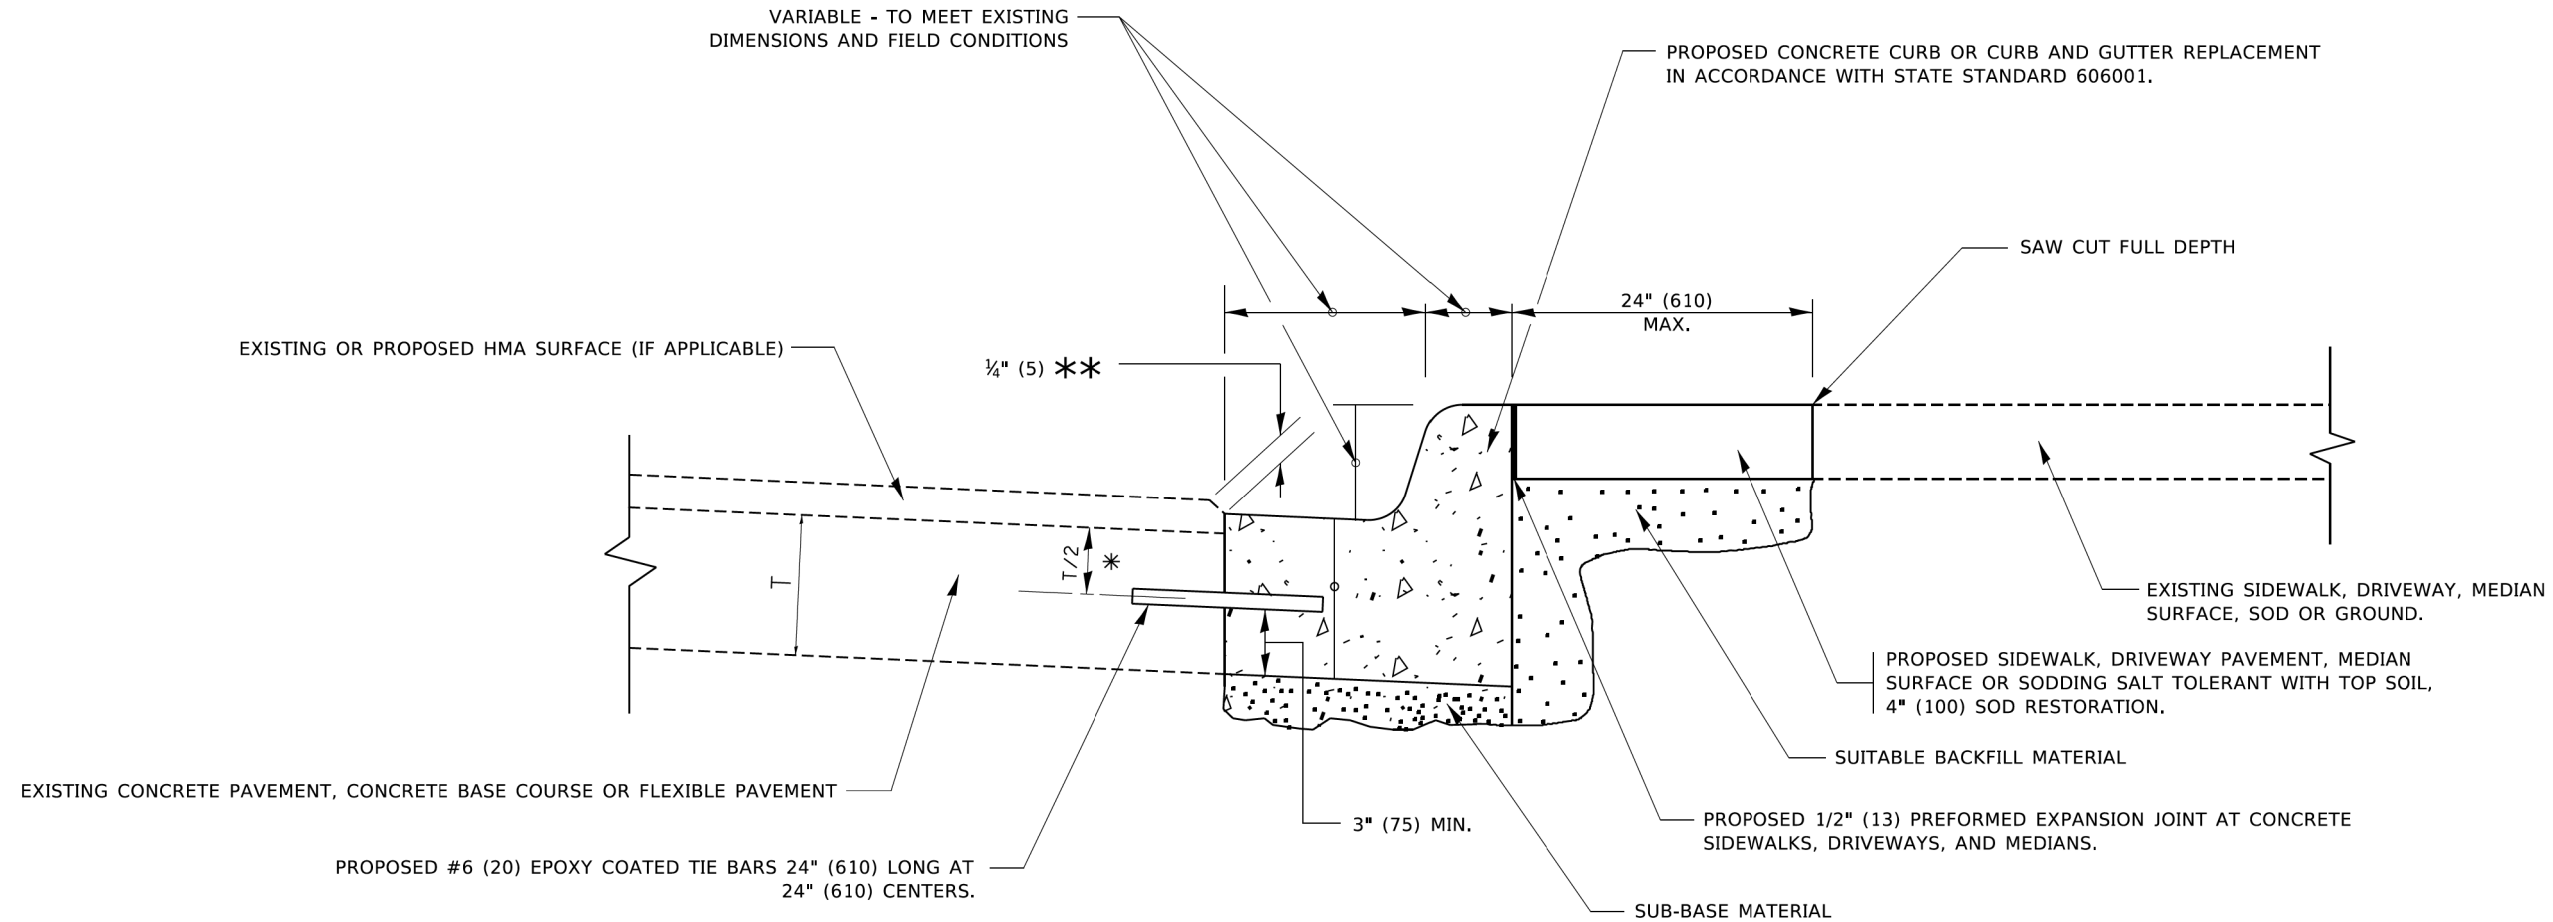 VARIABLE - TO MEET EXISTING
DIMENSIONS AND FIELD CONDITIONS
PROPOSED CONCRETE CURB OR CURB AND GUTTER REPLACEMENT
IN ACCORDANCE WITH STATE STANDARD 606001.
SAW CUT FULL DEPTH
24" (610)
MAX.
EXISTING OR PROPOSED HMA SURFACE (IF APPLICABLE)
¼" (5) **
T
T/2
*
EXISTING SIDEWALK, DRIVEWAY, MEDIAN
SURFACE, SOD OR GROUND.
PROPOSED SIDEWALK, DRIVEWAY PAVEMENT, MEDIAN
SURFACE OR SODDING SALT TOLERANT WITH TOP SOIL,
4" (100) SOD RESTORATION.
SUITABLE BACKFILL MATERIAL
EXISTING CONCRETE PAVEMENT, CONCRETE BASE COURSE OR FLEXIBLE PAVEMENT
3" (75) MIN.
PROPOSED 1/2" (13) PREFORMED EXPANSION JOINT AT CONCRETE
SIDEWALKS, DRIVEWAYS, AND MEDIANS.
PROPOSED #6 (20) EPOXY COATED TIE BARS 24" (610) LONG AT
24" (610) CENTERS.
SUB-BASE MATERIAL